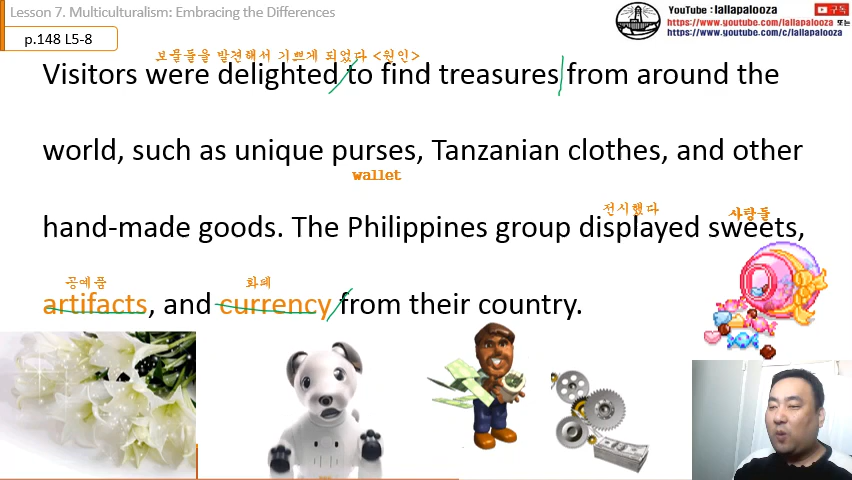 Lesson 7. Multiculturalism: Embracing the Differences
YouTube : lallapalooza
구독
https://www.youtube.com/lallapalooza 또는
https://www.youtube.com/c/lallapalooza
구독
p.148 L5-8
보물들을 발견해서 기쁘게 되었다 <원인>
Visitors were delighted to find treasures from around the
world, such as unique purses, Tanzanian clothes, and other
wallet
전시했다 사탕들
hand-made goods. The Philippines group displayed sweets,
공예품 화폐
artifacts, and currency from their country.